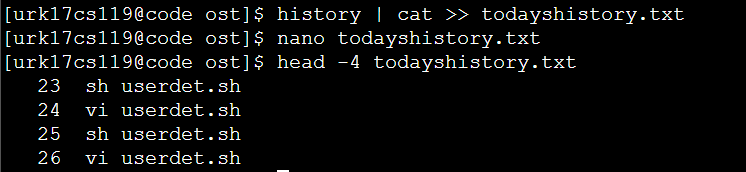 [urk17cs119@code ost]$ history | cat >> todayshistory.txt
[urk17cs119@code ost]$ nano todayshistory.txt
[urk17cs119@code ost]$ head -4 todayshistory.txt
   23  sh userdet.sh
   24  vi userdet.sh
   25  sh userdet.sh
   26  vi userdet.sh